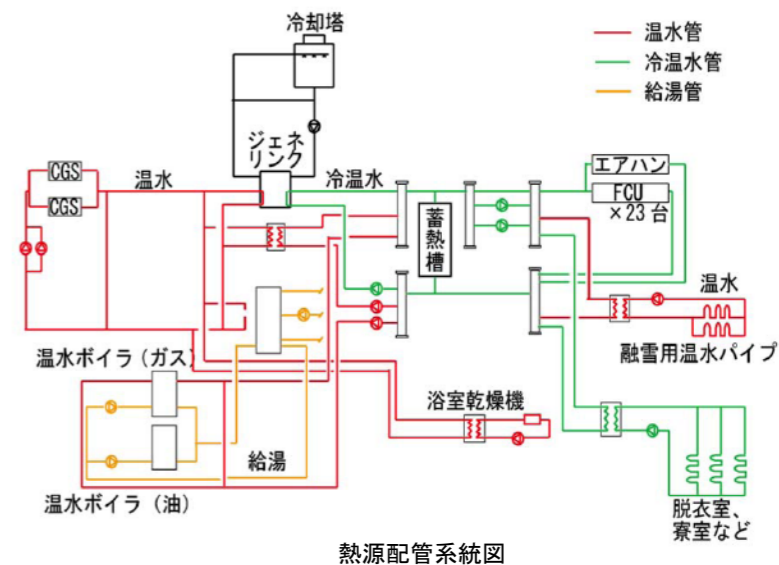 冷却塔
温水管
冷温水管
給湯管
ジェネ
リンク
CGS
温水
冷温水
エアハン
CGS
FCU
×23台
蓄熱槽
温水
温水ボイラ（ガス）
融雪用温水パイプ
浴室乾燥機
給湯
温水ボイラ（油）
脱衣室、
寮室など
熱源配管系統図